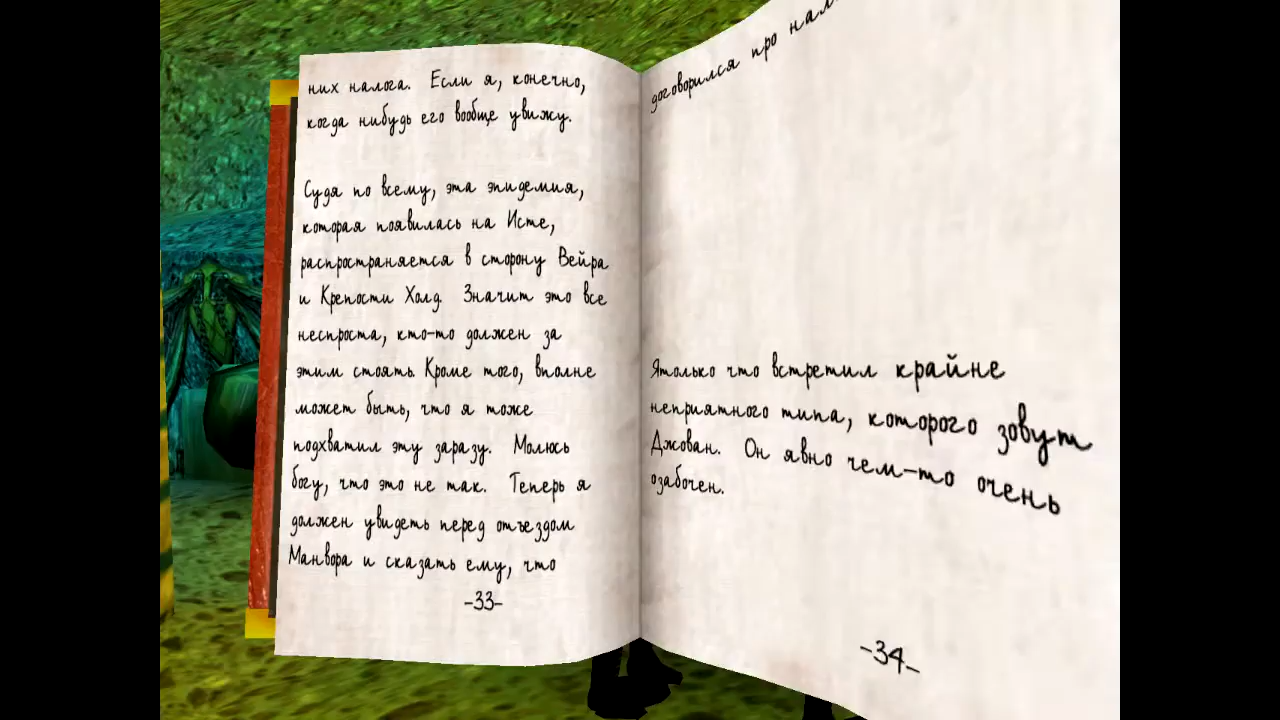 них налога. Если я, конечно,
когда нибудь его вообще увижу.
Судя по всему, эта эпидемия,
которая появилась на Исте,
распространяется в сторону Вейра
и Крепости Холд. Значит это все
неспроста, кто-то должен за
этим стоять. Кроме того, вполне
может быть, что я тоже
подхватил эту заразу. Молюсь
богу, что это не так. Теперь я
должен увидеть перед отъездом
Манвора и сказать ему, что
-33-
договорился про
Ятолько что встретил крайне
неприятного типа, которого зовут
Джован. Он явно чем-то очень
озабочен.
-34-